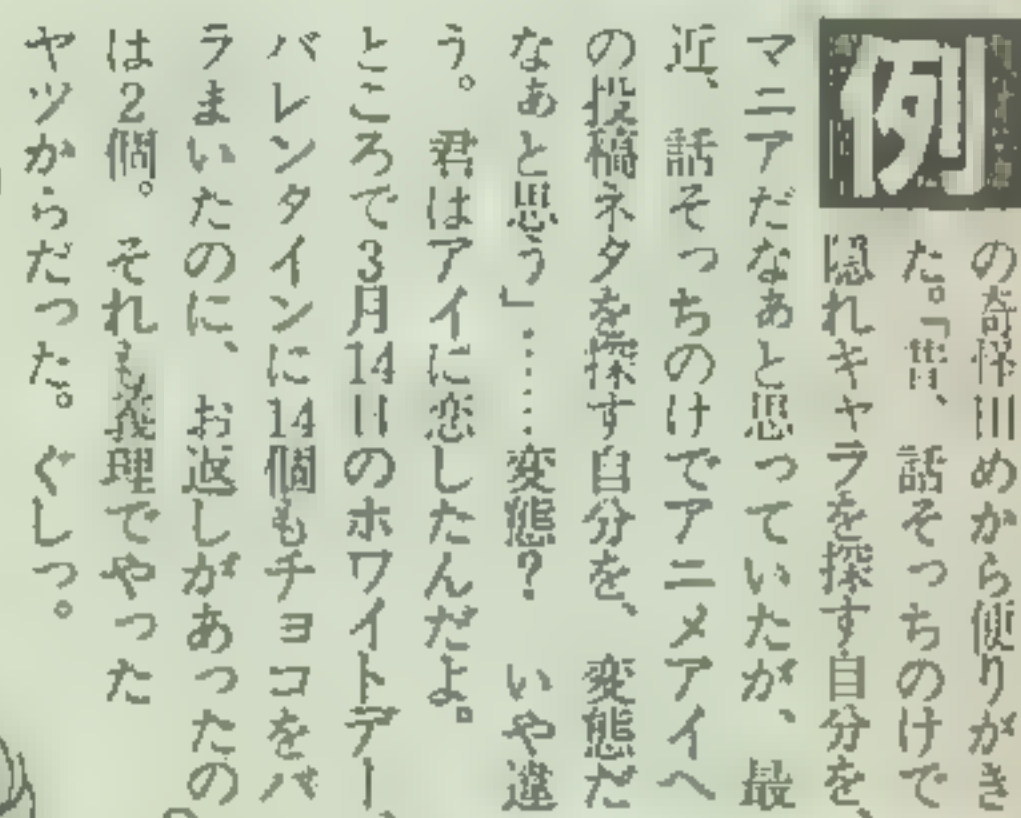 例の奇怪川めから便りがき
た。「昔、話そっちのけで
隠れキャラを探す自分を、
マニアだなぁと思っていたが、最
近、話そっちのけでアニメアイへ
の投稿ネタを探す自分を、変態だ
なぁと思う」……変態？　いや違
う。君はアイに恋したんだよ。
ところで3月14日のホワイトデー、
バレンタインに14個もチョコをバ
ラまいたのに、お返しがあったの
は2個。それも義理でやった
ヤツからだった。ぐしっ。